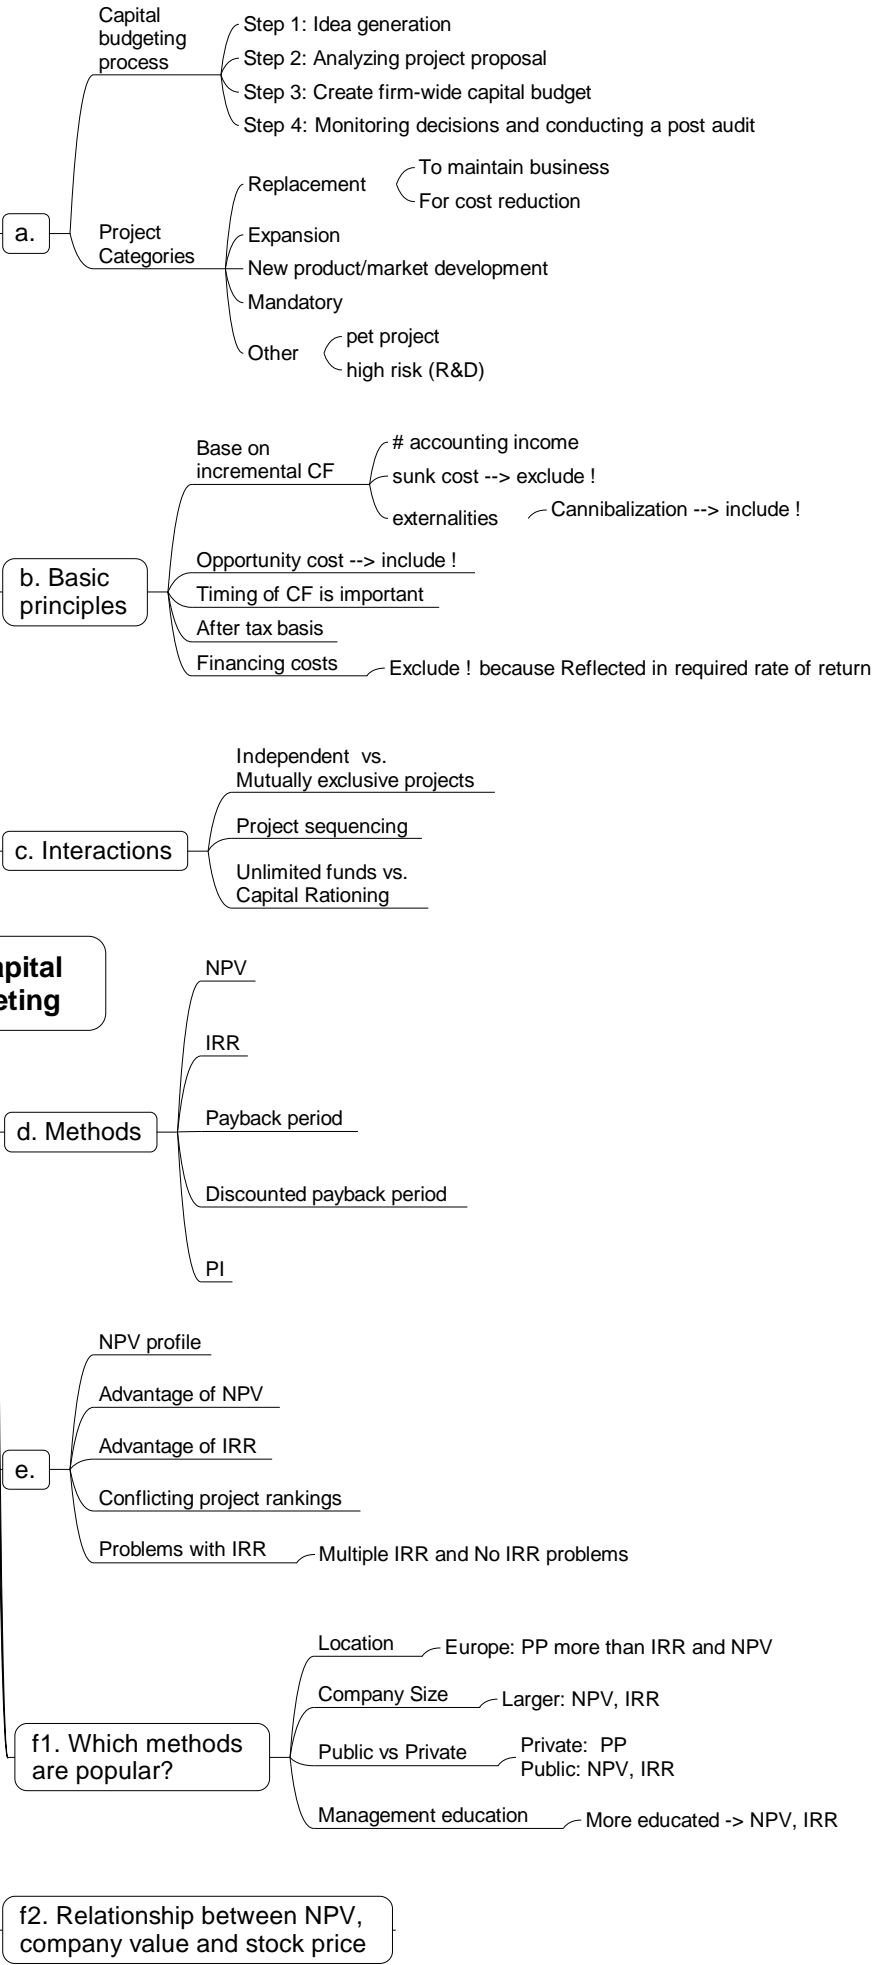 Capital
budgeting
process
Step 1: Idea generation
Step 2: Analyzing project proposal
Step 3: Create firm-wide capital budget
Step 4: Monitoring decisions and conducting a post audit
a.
Project
Categories
Replacement
To maintain business
For cost reduction
Expansion
New product/market development
Mandatory
Other
pet project
high risk (R&D)
b. Basic
principles
Base on
incremental CF
# accounting income
sunk cost --> exclude !
externalities
Cannibalization --> include !
Opportunity cost --> include !
Timing of CF is important
After tax basis
Financing costs
Exclude ! because Reflected in required rate of return
c. Interactions
Independent vs.
Mutually exclusive projects
Project sequencing
Unlimited funds vs.
Capital Rationing
apital
eting
d. Methods
NPV
IRR
Payback period
Discounted payback period
PI
e.
NPV profile
Advantage of NPV
Advantage of IRR
Conflicting project rankings
Problems with IRR
Multiple IRR and No IRR problems
f1. Which methods
are popular?
Location
Europe: PP more than IRR and NPV
Company Size
Larger: NPV, IRR
Public vs Private
Private: PP
Public: NPV, IRR
Management education
More educated -> NPV, IRR
f2. Relationship between NPV,
company value and stock price